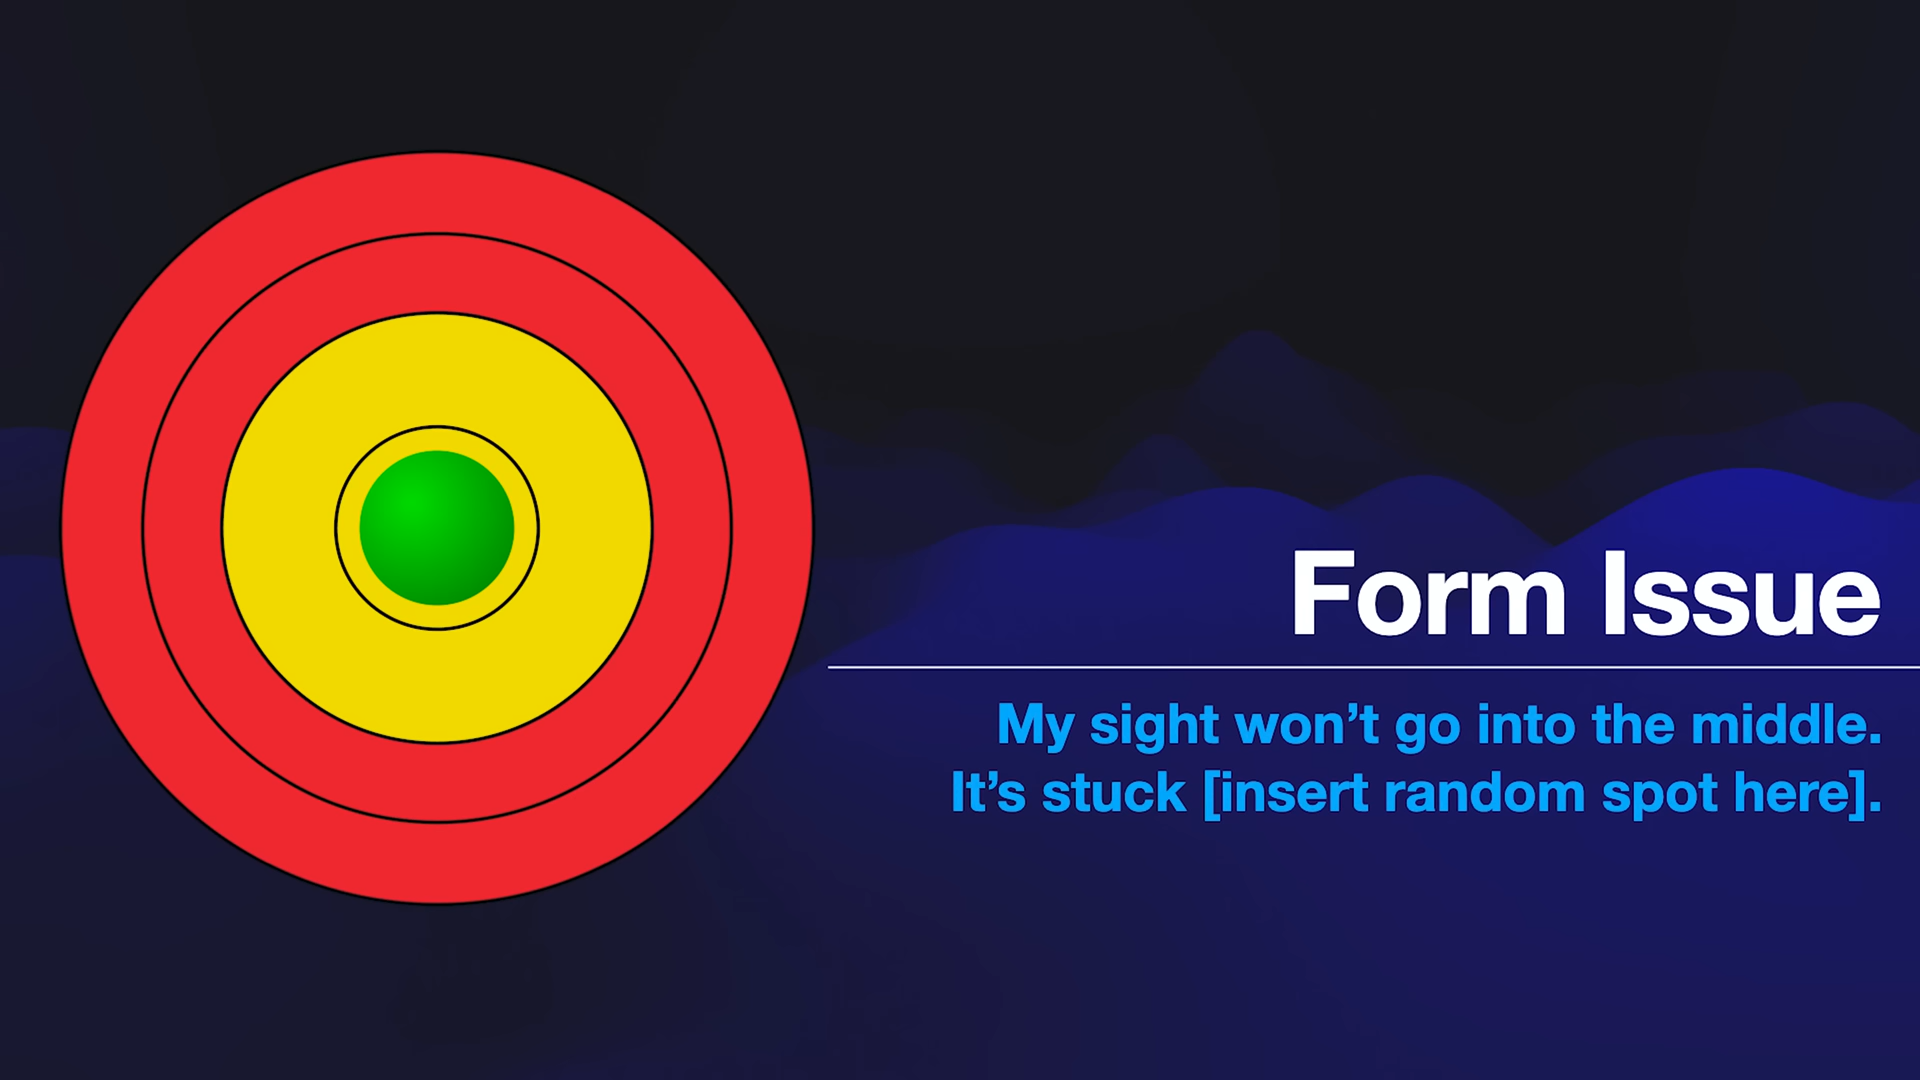 Form Issue
My sight won’t go into the middle.
It’s stuck [insert random spot here].